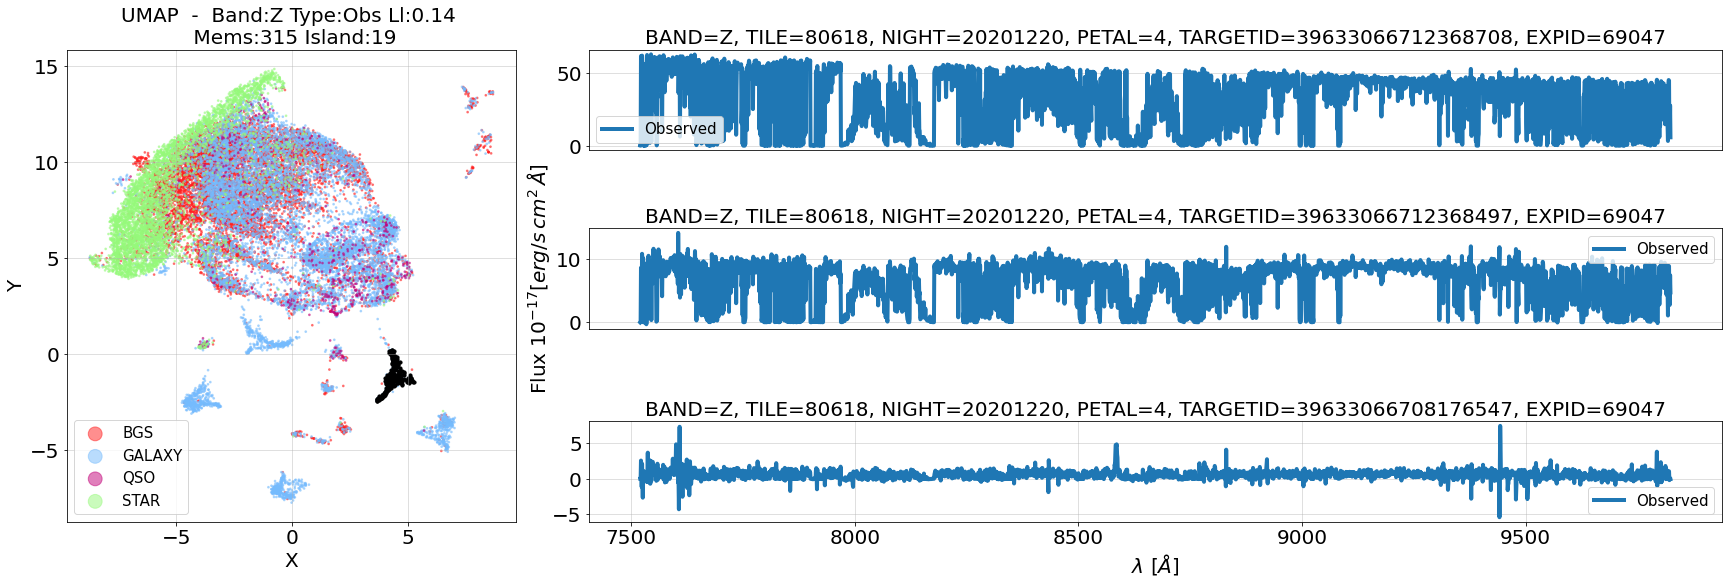 UMAP  -  Band:Z Type:Obs Ll:0.14
Mems:315 Island:19
15
10
5
0
−5
Y
−5
0
5
X
BGS
GALAXY
QSO
STAR
Flux 10⁻¹⁷[erg/s cm² Å]
BAND=Z, TILE=80618, NIGHT=20201220, PETAL=4, TARGETID=39633066712368708, EXPID=69047
50
0
Observed
BAND=Z, TILE=80618, NIGHT=20201220, PETAL=4, TARGETID=39633066712368497, EXPID=69047
10
0
Observed
BAND=Z, TILE=80618, NIGHT=20201220, PETAL=4, TARGETID=39633066708176547, EXPID=69047
5
0
−5
Observed
7500
8000
8500
9000
9500
λ [Å]